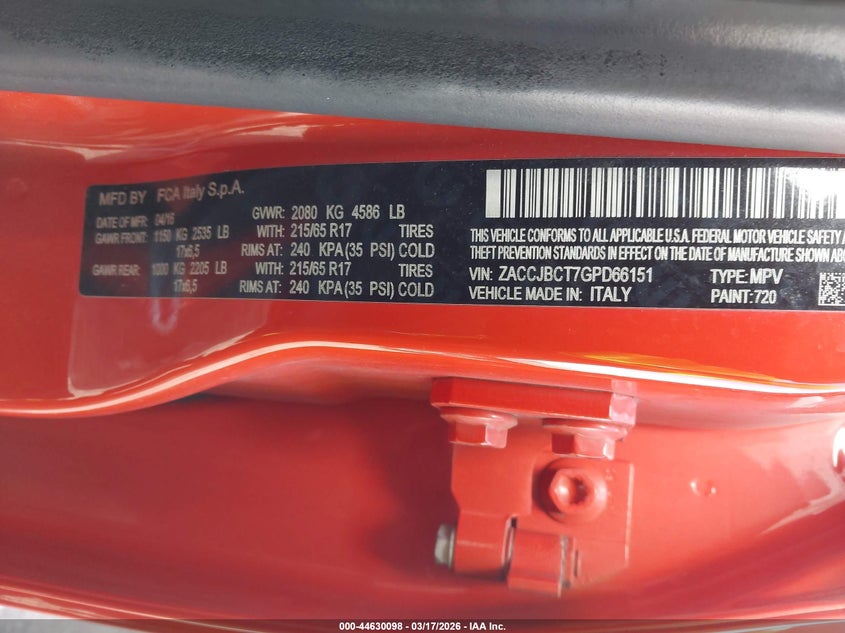 MFD BY FCA Italy S.p.A.
DATE OF MFR: 04/16 GVWR: 2080 KG 4586 LB
GAWR FRONT: 1150 KG 2535 LB WITH: 215/65 R17 TIRES
17x6,5 RIMS AT: 240 KPA(35 PSI) COLD
GAWR REAR: 1000 KG 2205 LB WITH: 215/65 R17 TIRES
17x6,5 RIMS AT: 240 KPA(35 PSI) COLD
THIS VEHICLE CONFORMS TO ALL APPLICABLE U.S.A. FEDERAL MOTOR VEHICLE SAFETY
THEFT PREVENTION STANDARDS IN EFFECT ON THE DATE OF MANUFACTURE SHOWN ABOVE
VIN: ZACCJBCT7GPD66151 TYPE: MPV
VEHICLE MADE IN: ITALY PAINT: 720
000-44630098 - 03/17/2026 - IAA Inc.